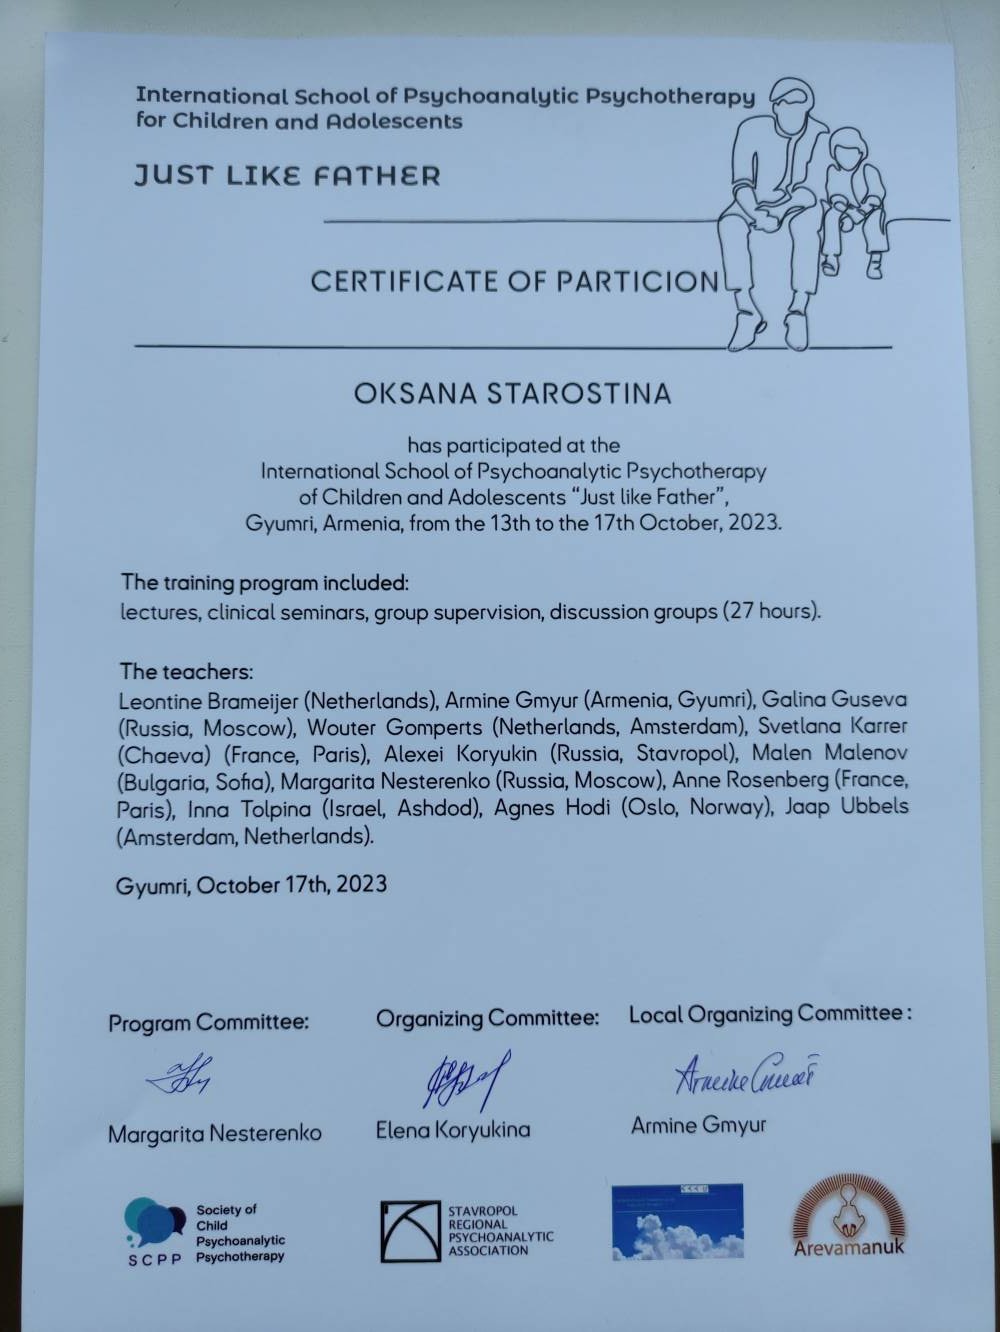 International School of Psychoanalytic Psychotherapy
for Children and Adolescents
JUST LIKE FATHER
CERTIFICATE OF PARTICION
OKSANA STAROSTINA
has participated at the
International School of Psychoanalytic Psychotherapy
of Children and Adolescents “Just like Father”,
Gyumri, Armenia, from the 13th to the 17th October, 2023.
The training program included:
lectures, clinical seminars, group supervision, discussion groups (27 hours).
The teachers:
Leontine Brameijer (Netherlands), Armine Gmyur (Armenia, Gyumri), Galina Guseva
(Russia, Moscow), Wouter Gomperts (Netherlands, Amsterdam), Svetlana Karrer
(Chaeva) (France, Paris), Alexei Koryukin (Russia, Stavropol), Malen Malenov
(Bulgaria, Sofia), Margarita Nesterenko (Russia, Moscow), Anne Rosenberg (France,
Paris), Inna Tolpina (Israel, Ashdod), Agnes Hodi (Oslo, Norway), Jaap Ubbels
(Amsterdam, Netherlands).
Gyumri, October 17th, 2023
Program Committee:
Organizing Committee:
Local Organizing Committee :
Margarita Nesterenko
Elena Koryukina
Armine Gmyur
SCPP
Society of
Child
Psychoanalytic
Psychotherapy
STAVROPOL
REGIONAL
PSYCHOANALYTIC
ASSOCIATION
Arevamanuk